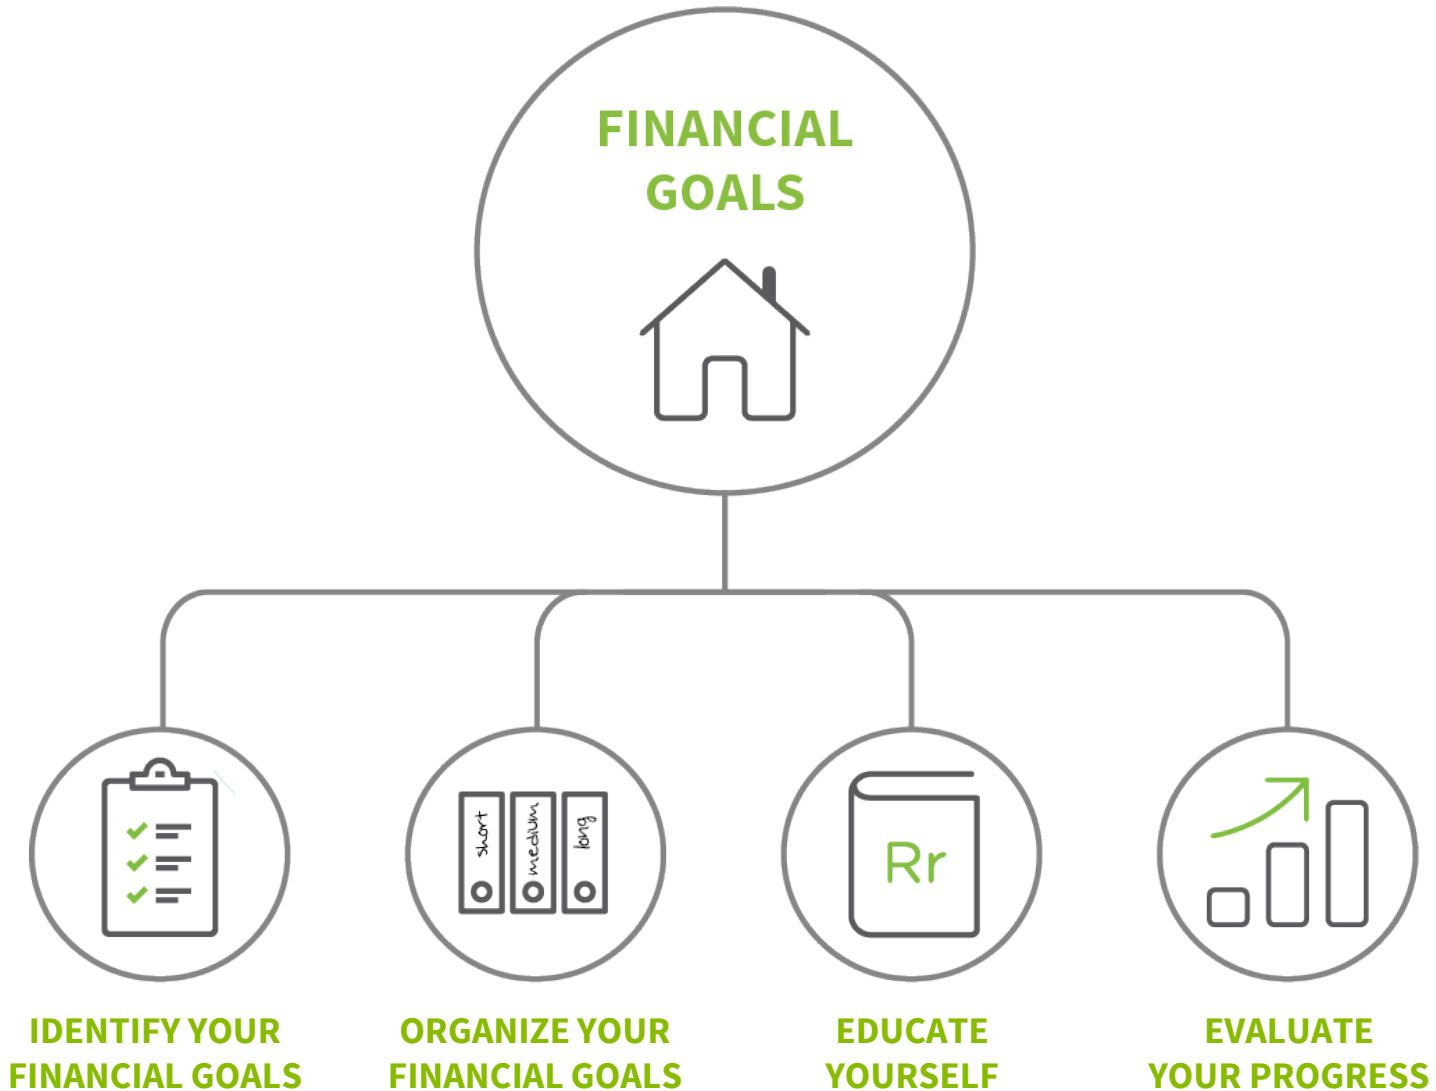 FINANCIAL
GOALS
short
medium
long
Rr
IDENTIFY YOUR
FINANCIAL GOALS
ORGANIZE YOUR
FINANCIAL GOALS
EDUCATE
YOURSELF
EVALUATE
YOUR PROGRESS